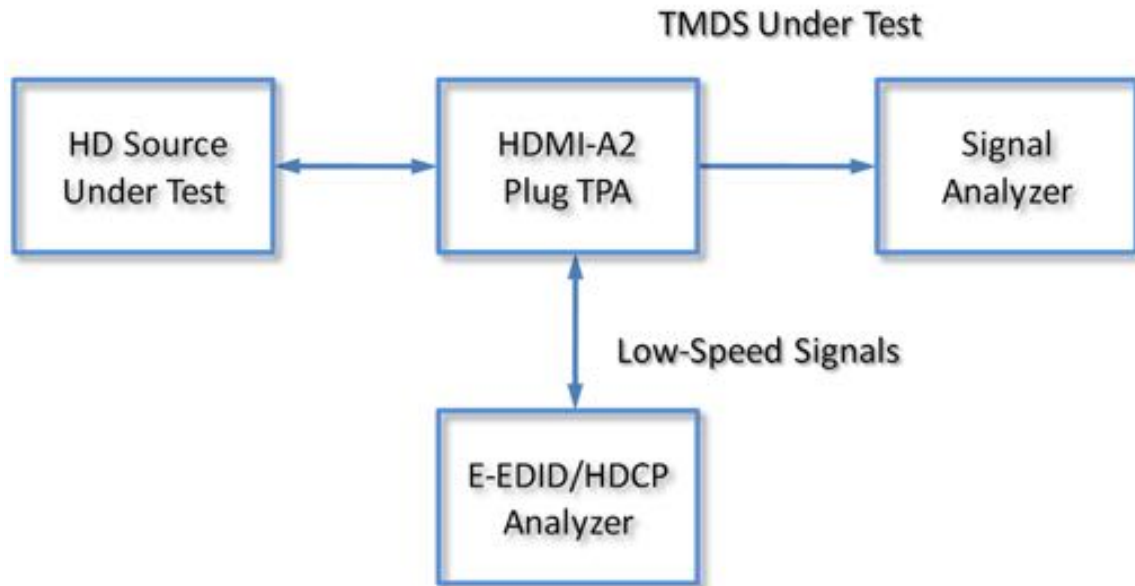 TMDS Under Test
HD Source
Under Test
HDMI-A2
Plug TPA
Signal
Analyzer
Low-Speed Signals
E-EDID/HDCP
Analyzer